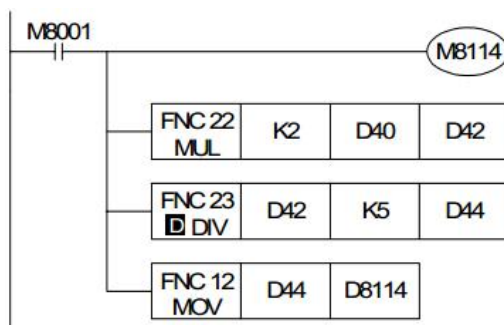 M8001
M8114
FNC 22
MUL
K2
D40
D42
FNC 23
D DIV
D42
K5
D44
FNC 12
MOV
D44
D8114